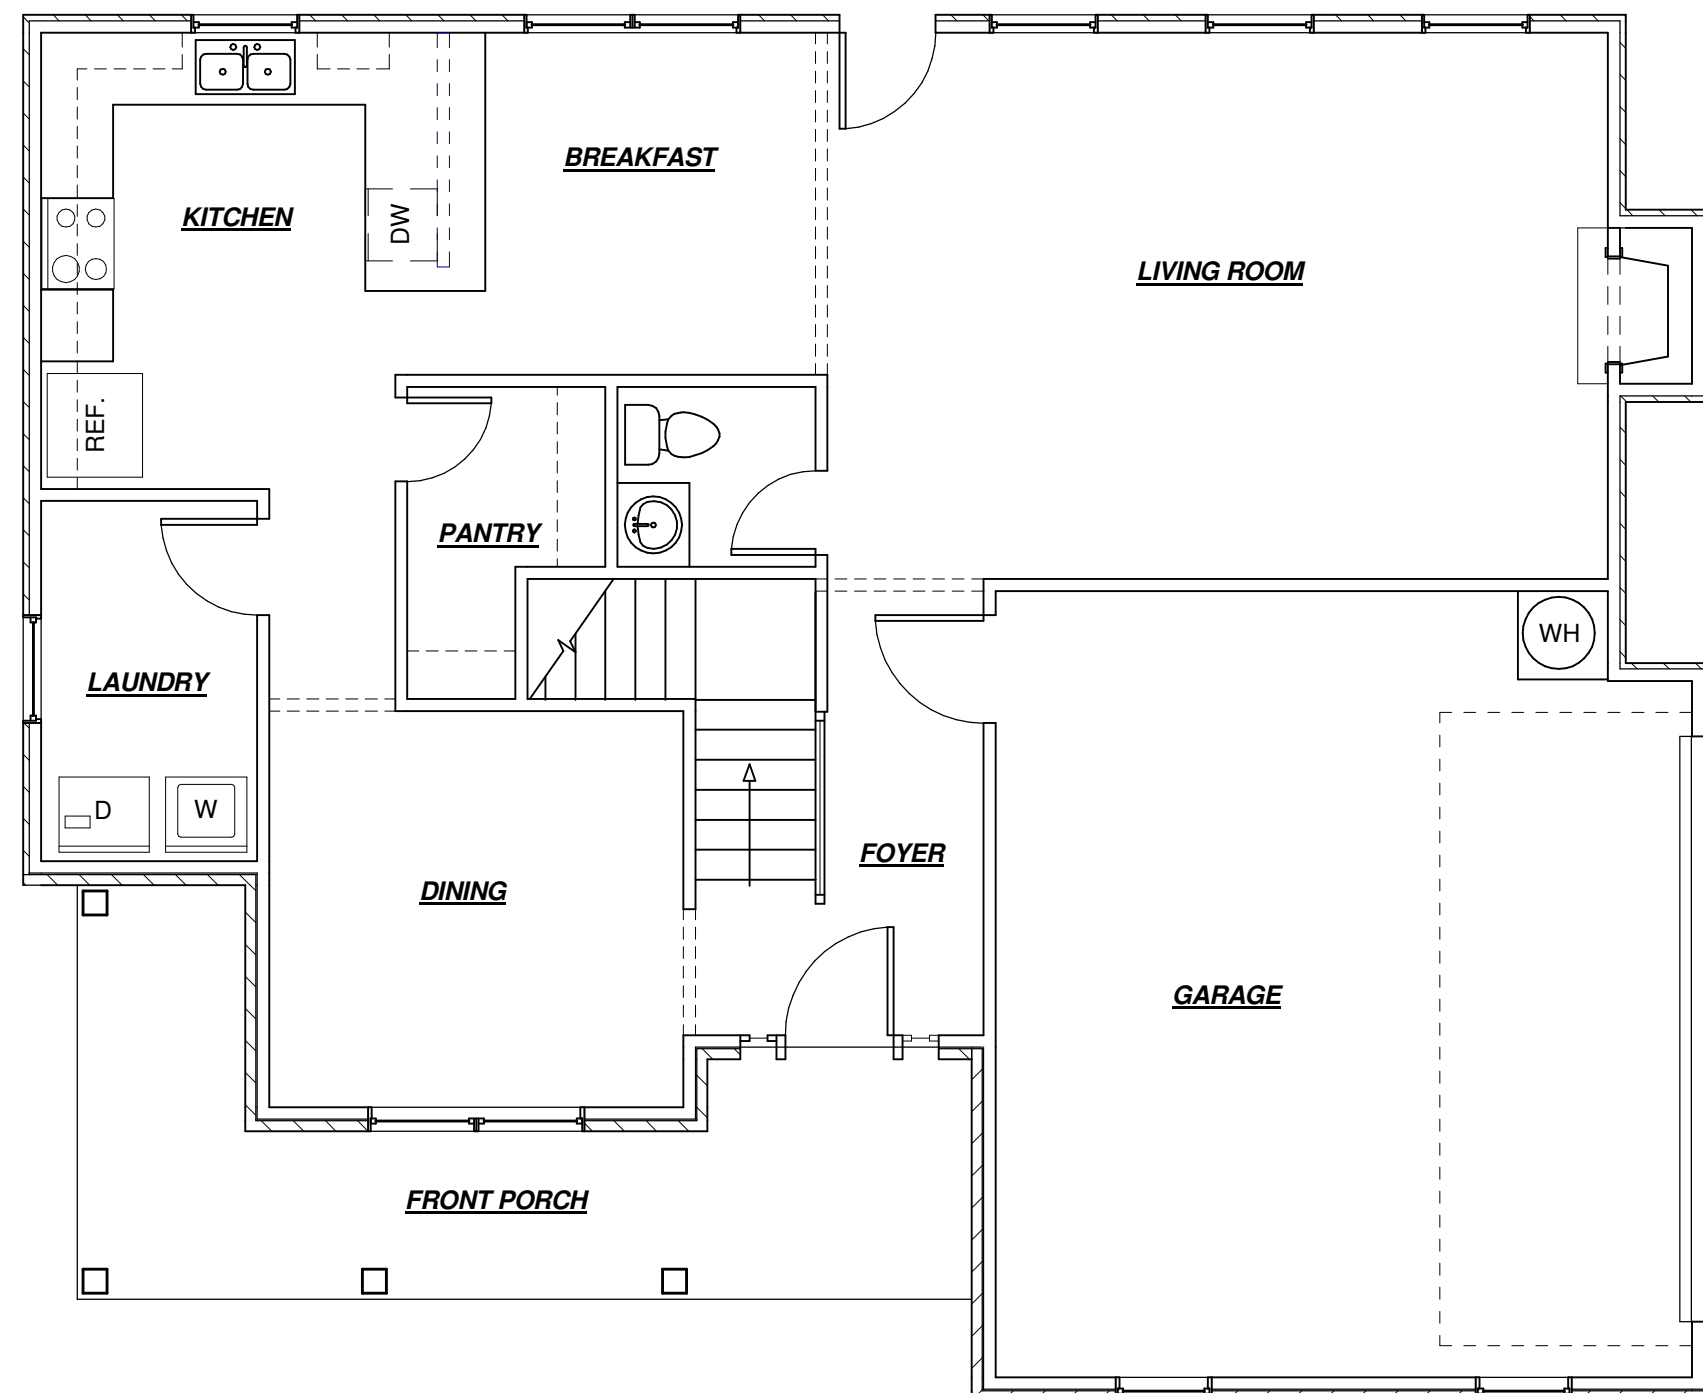 BREAKFAST
KITCHEN
DW
LIVING ROOM
REF.
PANTRY
WH
LAUNDRY
D
W
FOYER
DINING
GARAGE
FRONT PORCH